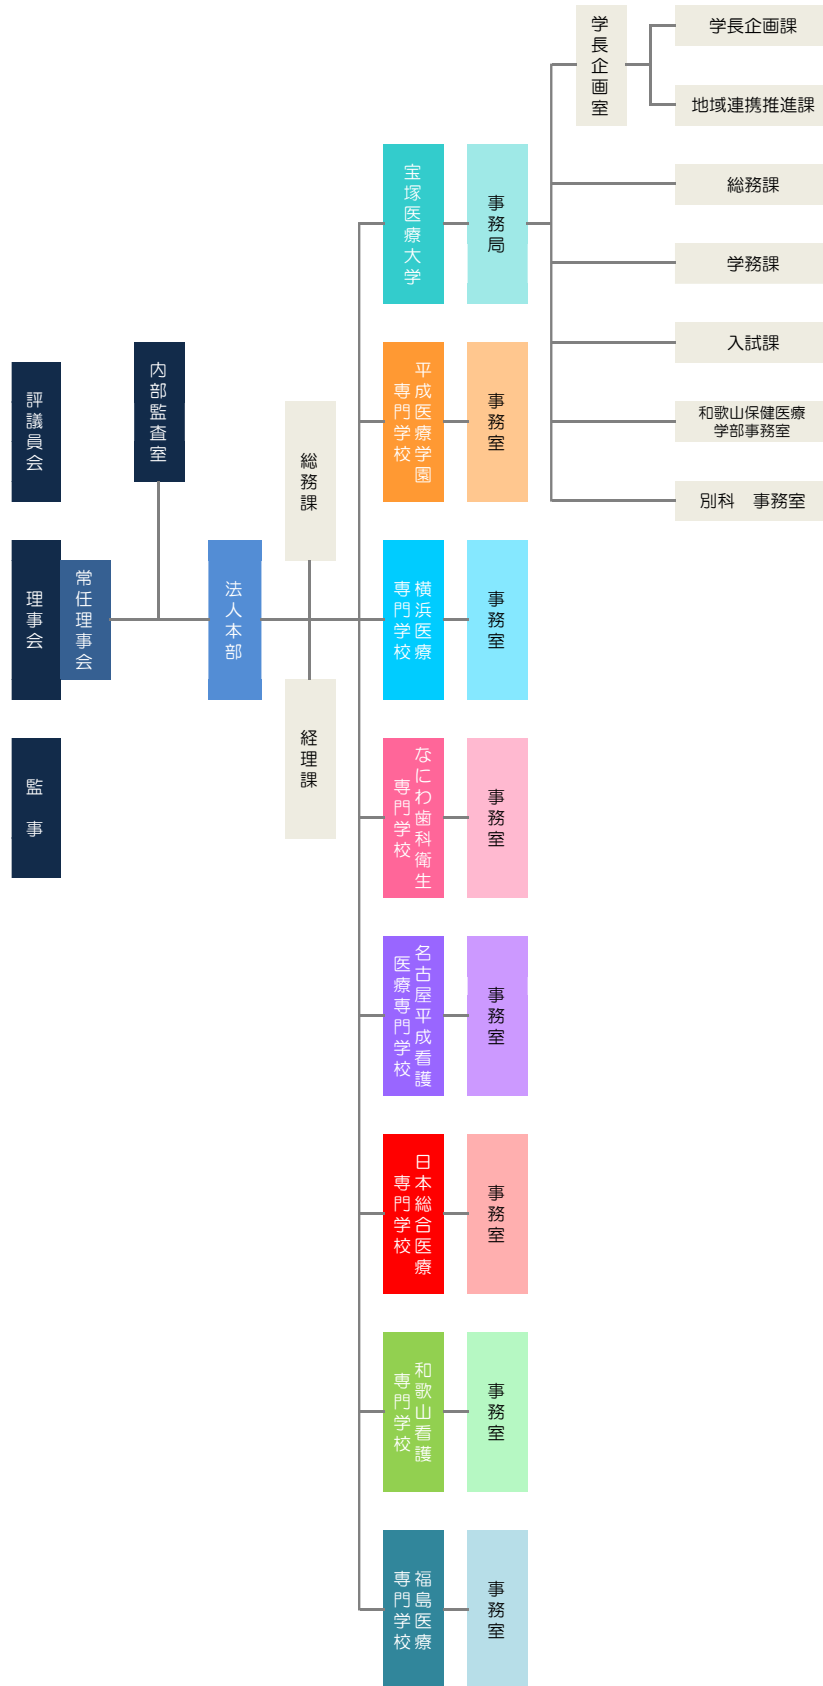 評議員会
理事会
常任理事会
監　事
内部監査室
法人本部
総務課
経理課
宝塚医療大学
事務局
学長企画室
学長企画課
地域連携推進課
総務課
学務課
入試課
和歌山保健医療
学部事務室
別科　事務室
平成医療学園
専門学校
事務室
横浜医療
専門学校
事務室
なにわ歯科衛生
専門学校
事務室
名古屋平成看護
医療専門学校
事務室
日本総合医療
専門学校
事務室
和歌山看護
専門学校
事務室
福島医療
専門学校
事務室